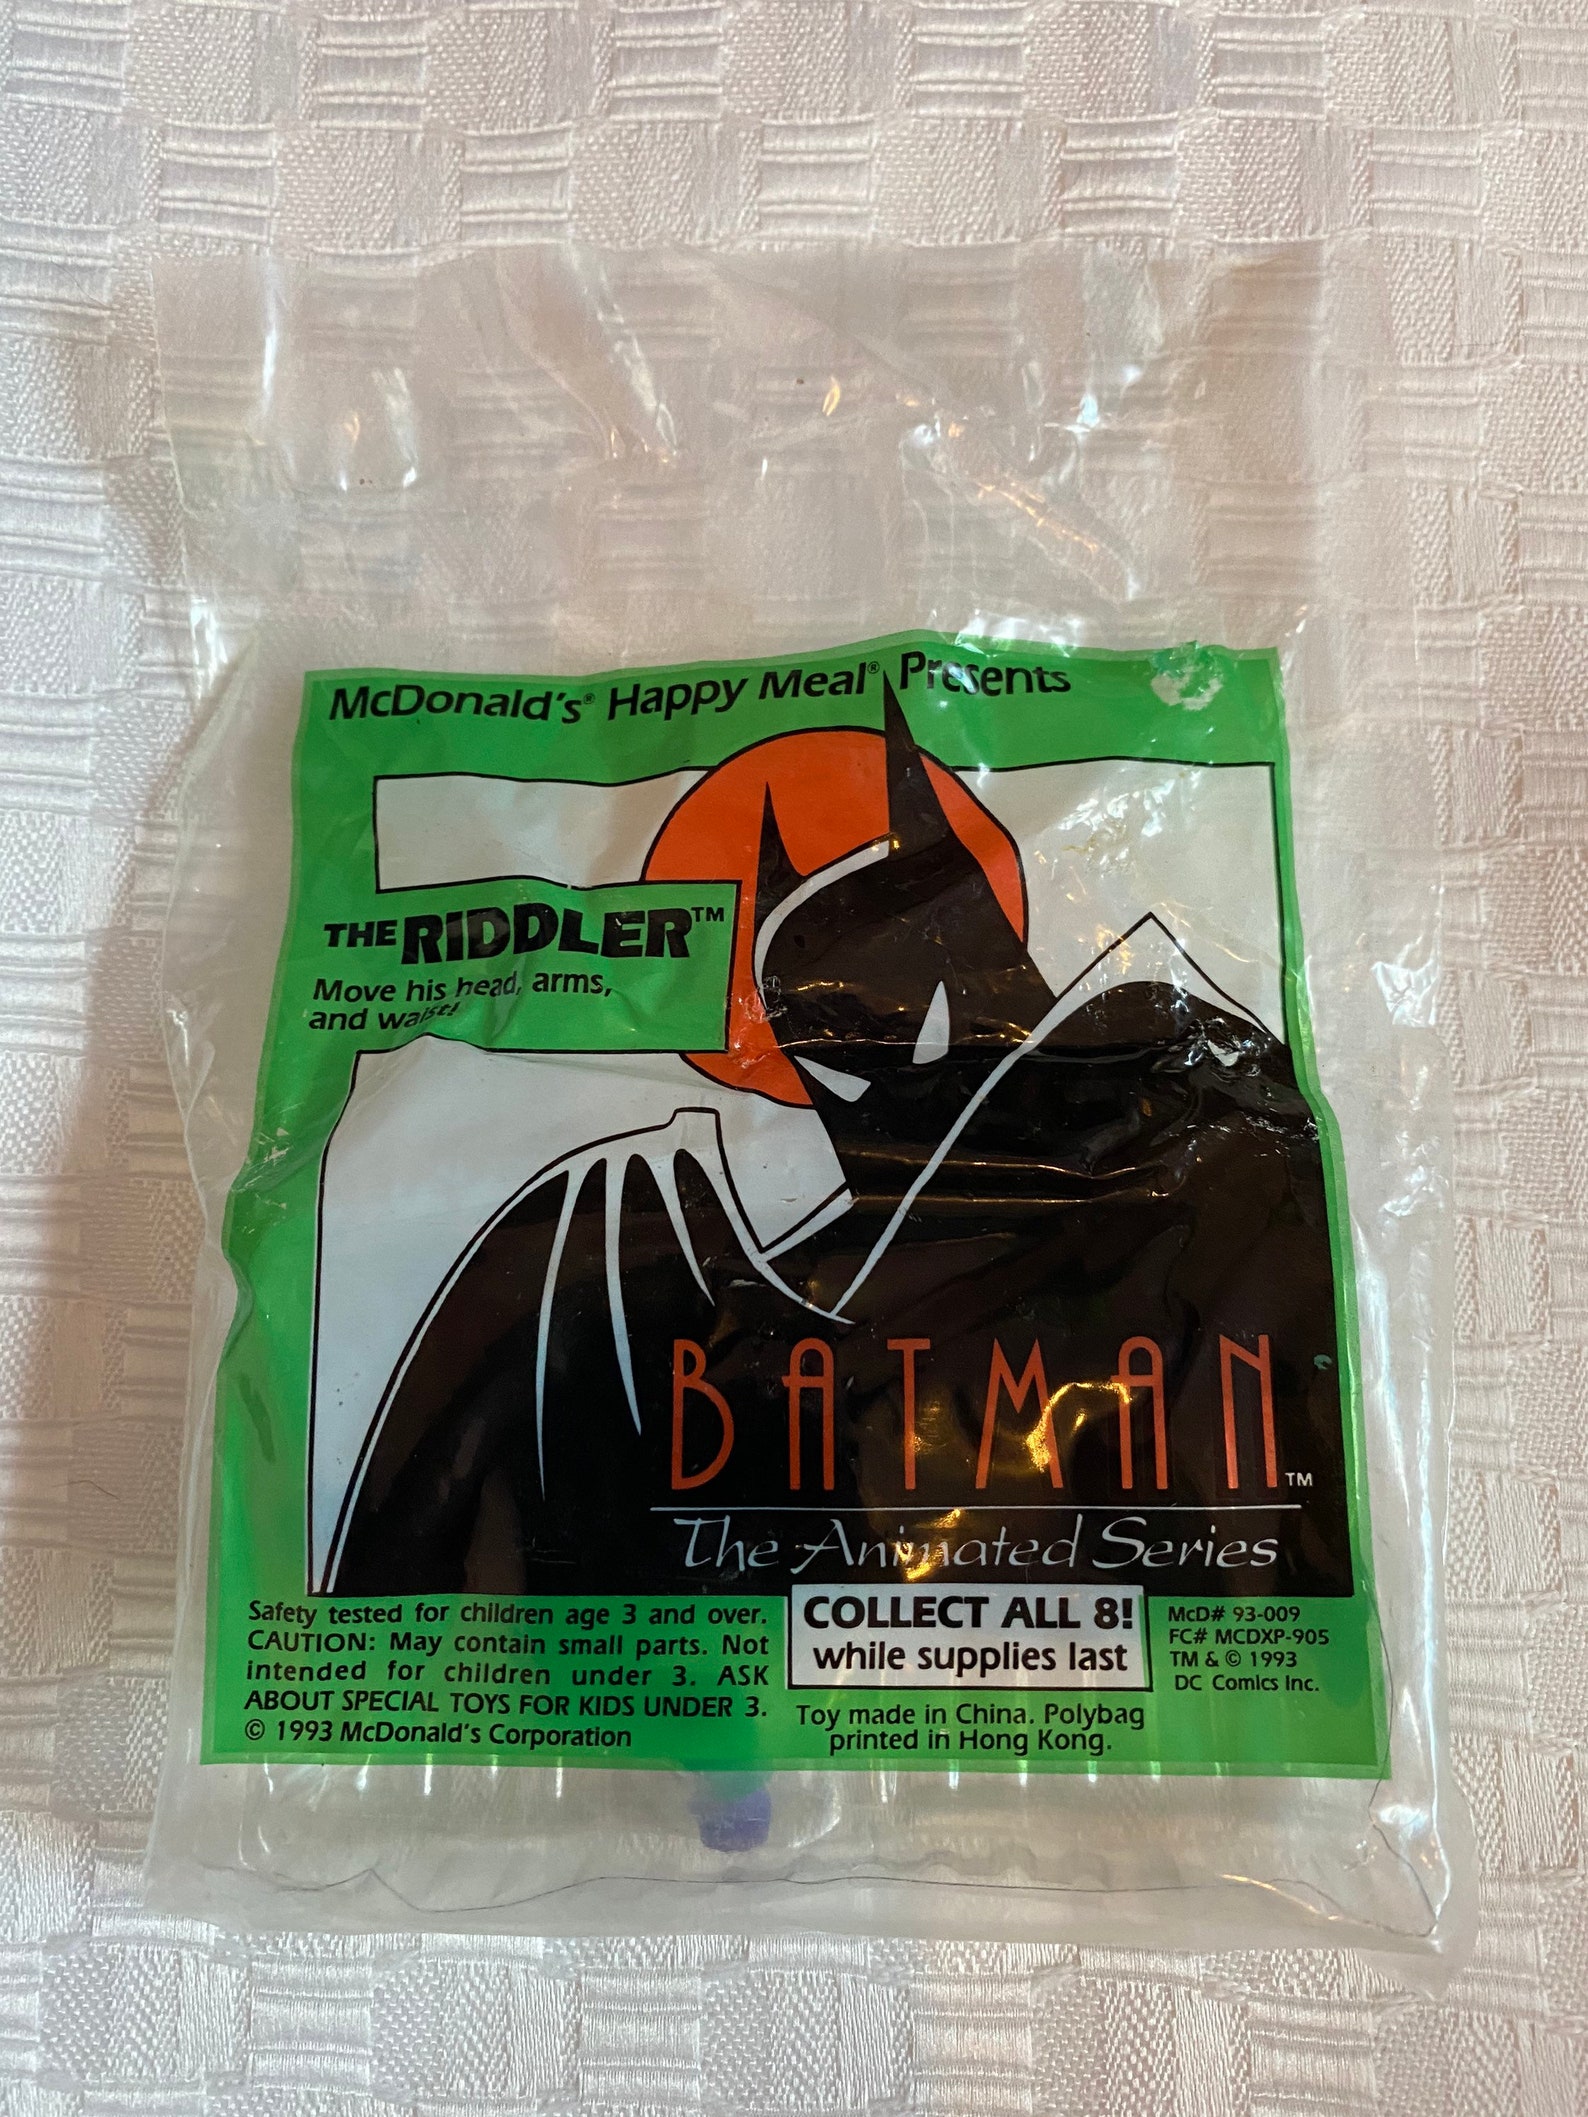 McDonald's® Happy Meal® Presents
THE RIDDLER™
Move his head, arms,
and waist!
BATMAN™
The Animated Series
Safety tested for children age 3 and over.
CAUTION: May contain small parts. Not
intended for children under 3. ASK
ABOUT SPECIAL TOYS FOR KIDS UNDER 3.
© 1993 McDonald's Corporation
COLLECT ALL 8!
while supplies last
Toy made in China. Polybag
printed in Hong Kong.
McD# 93-009
FC# MCDXP-905
TM & © 1993
DC Comics Inc.